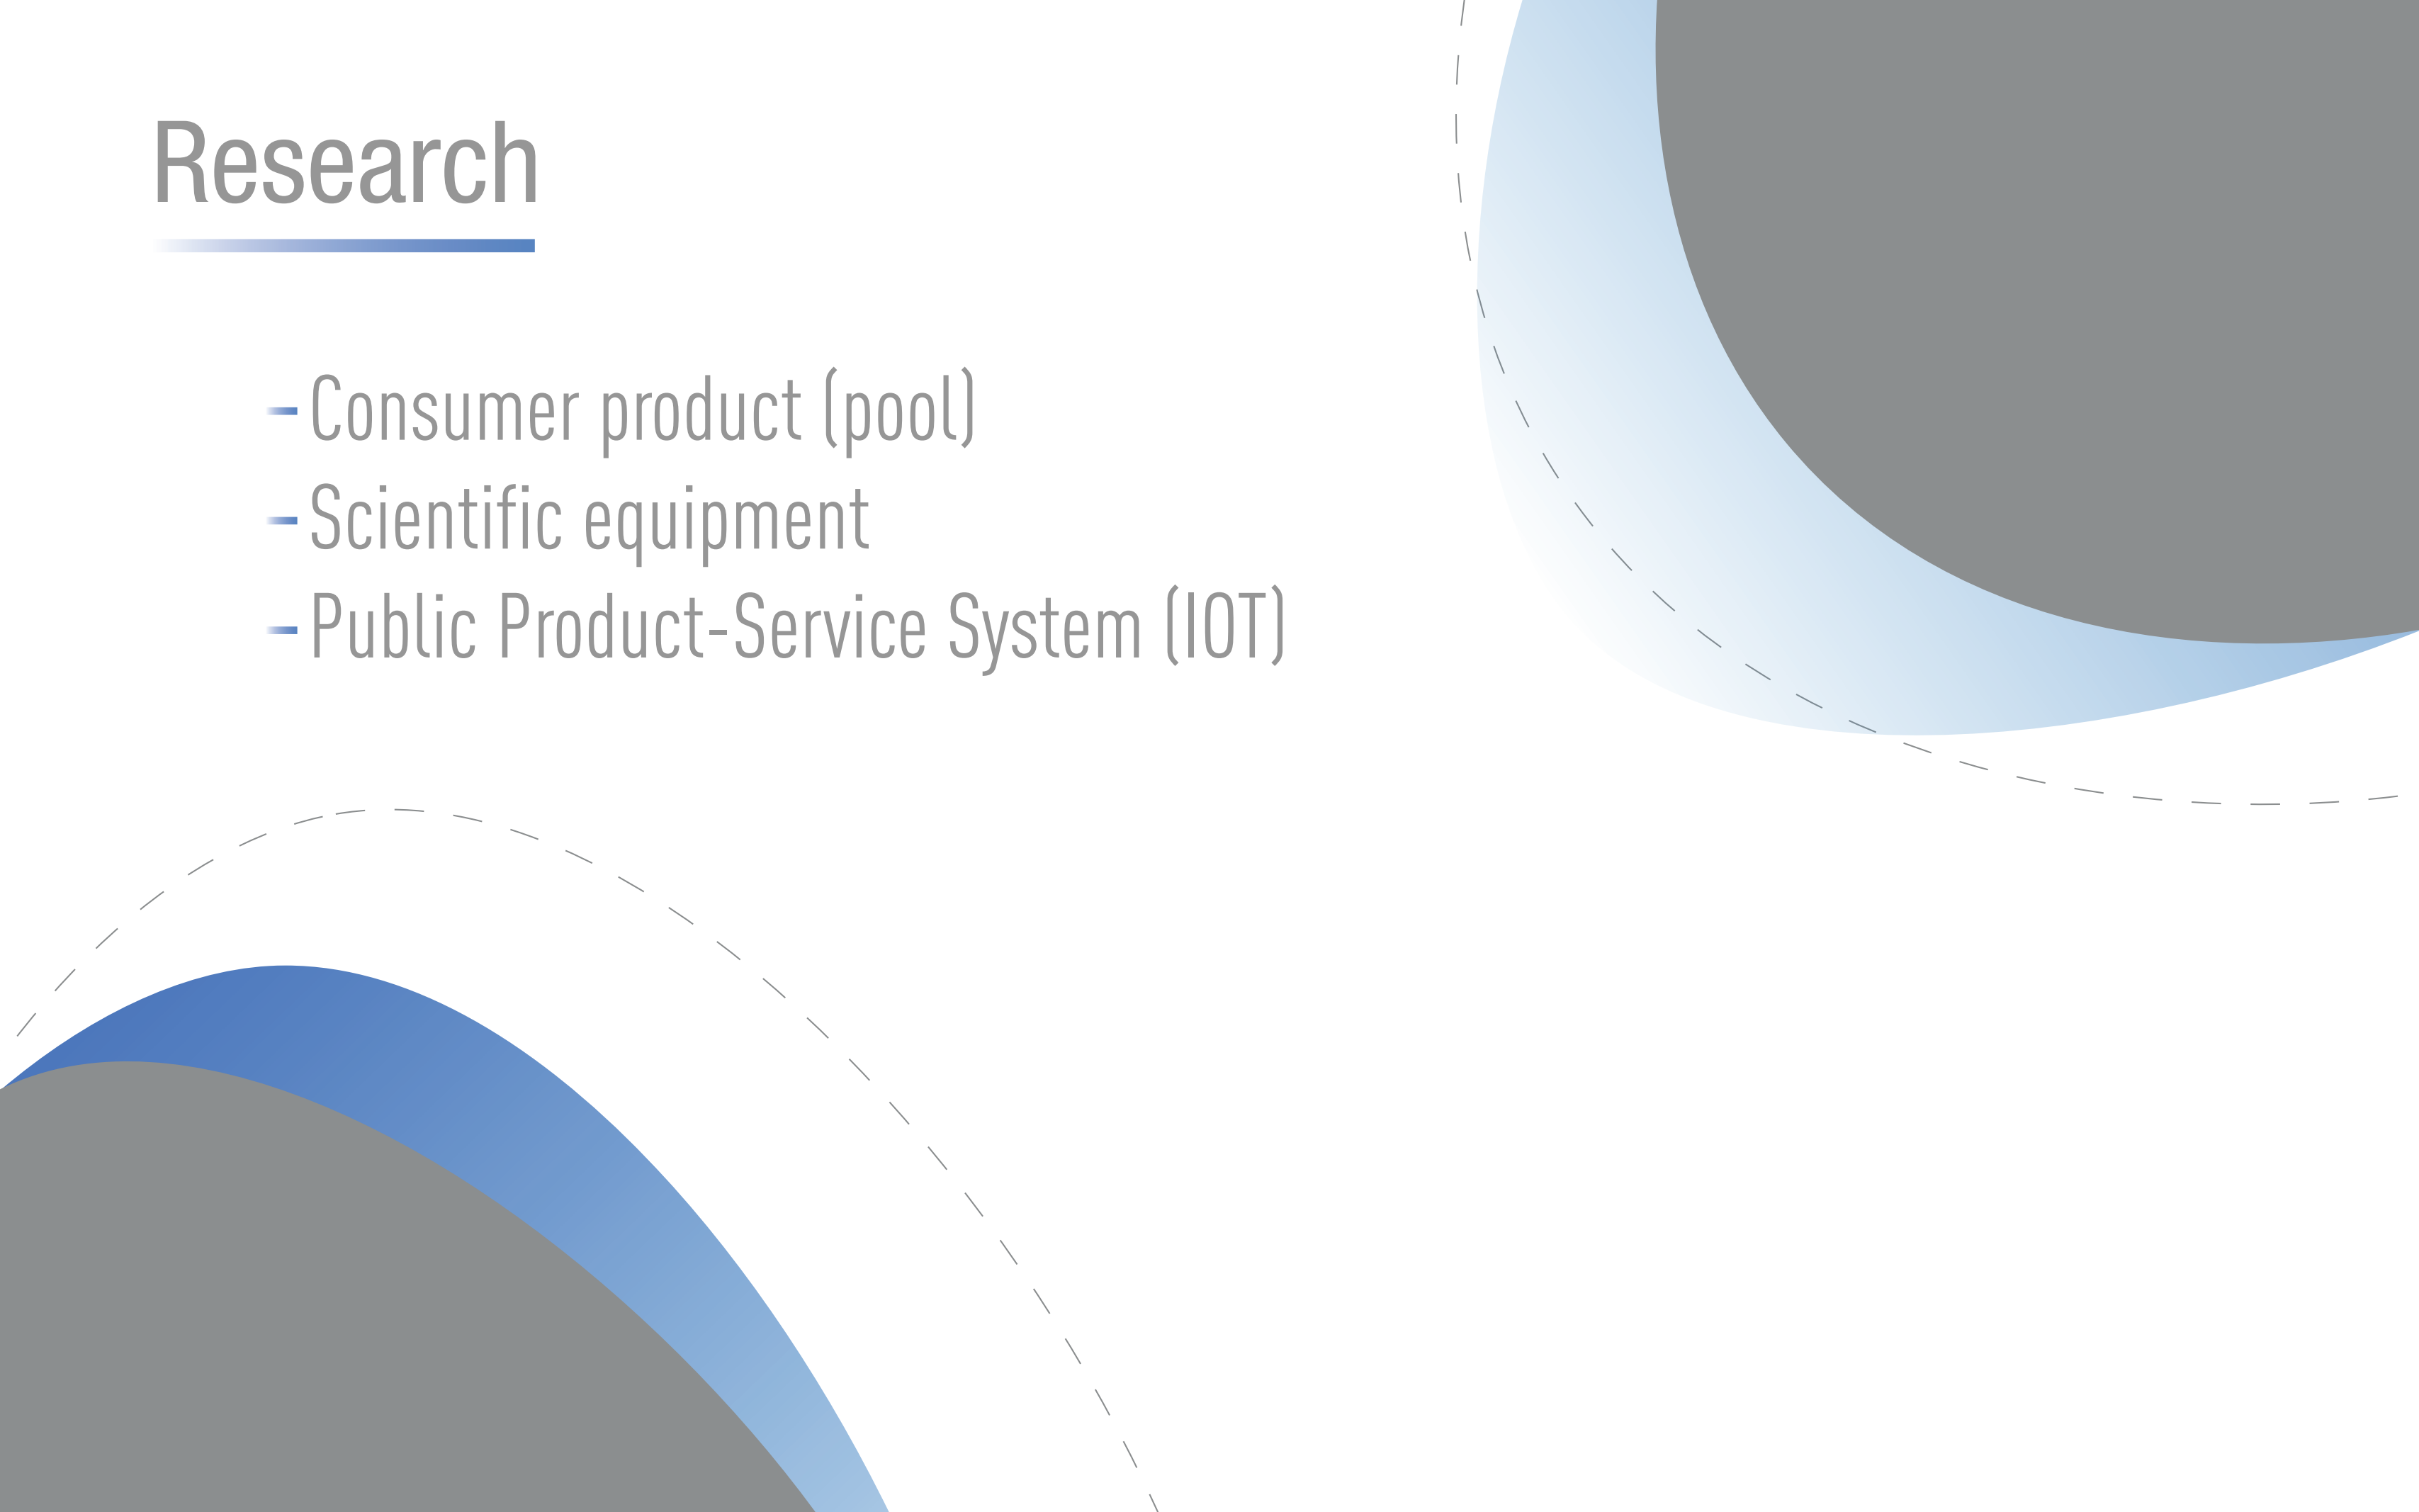 Research
Consumer product (pool)
Scientific equipment
Public Product-Service System (IOT)